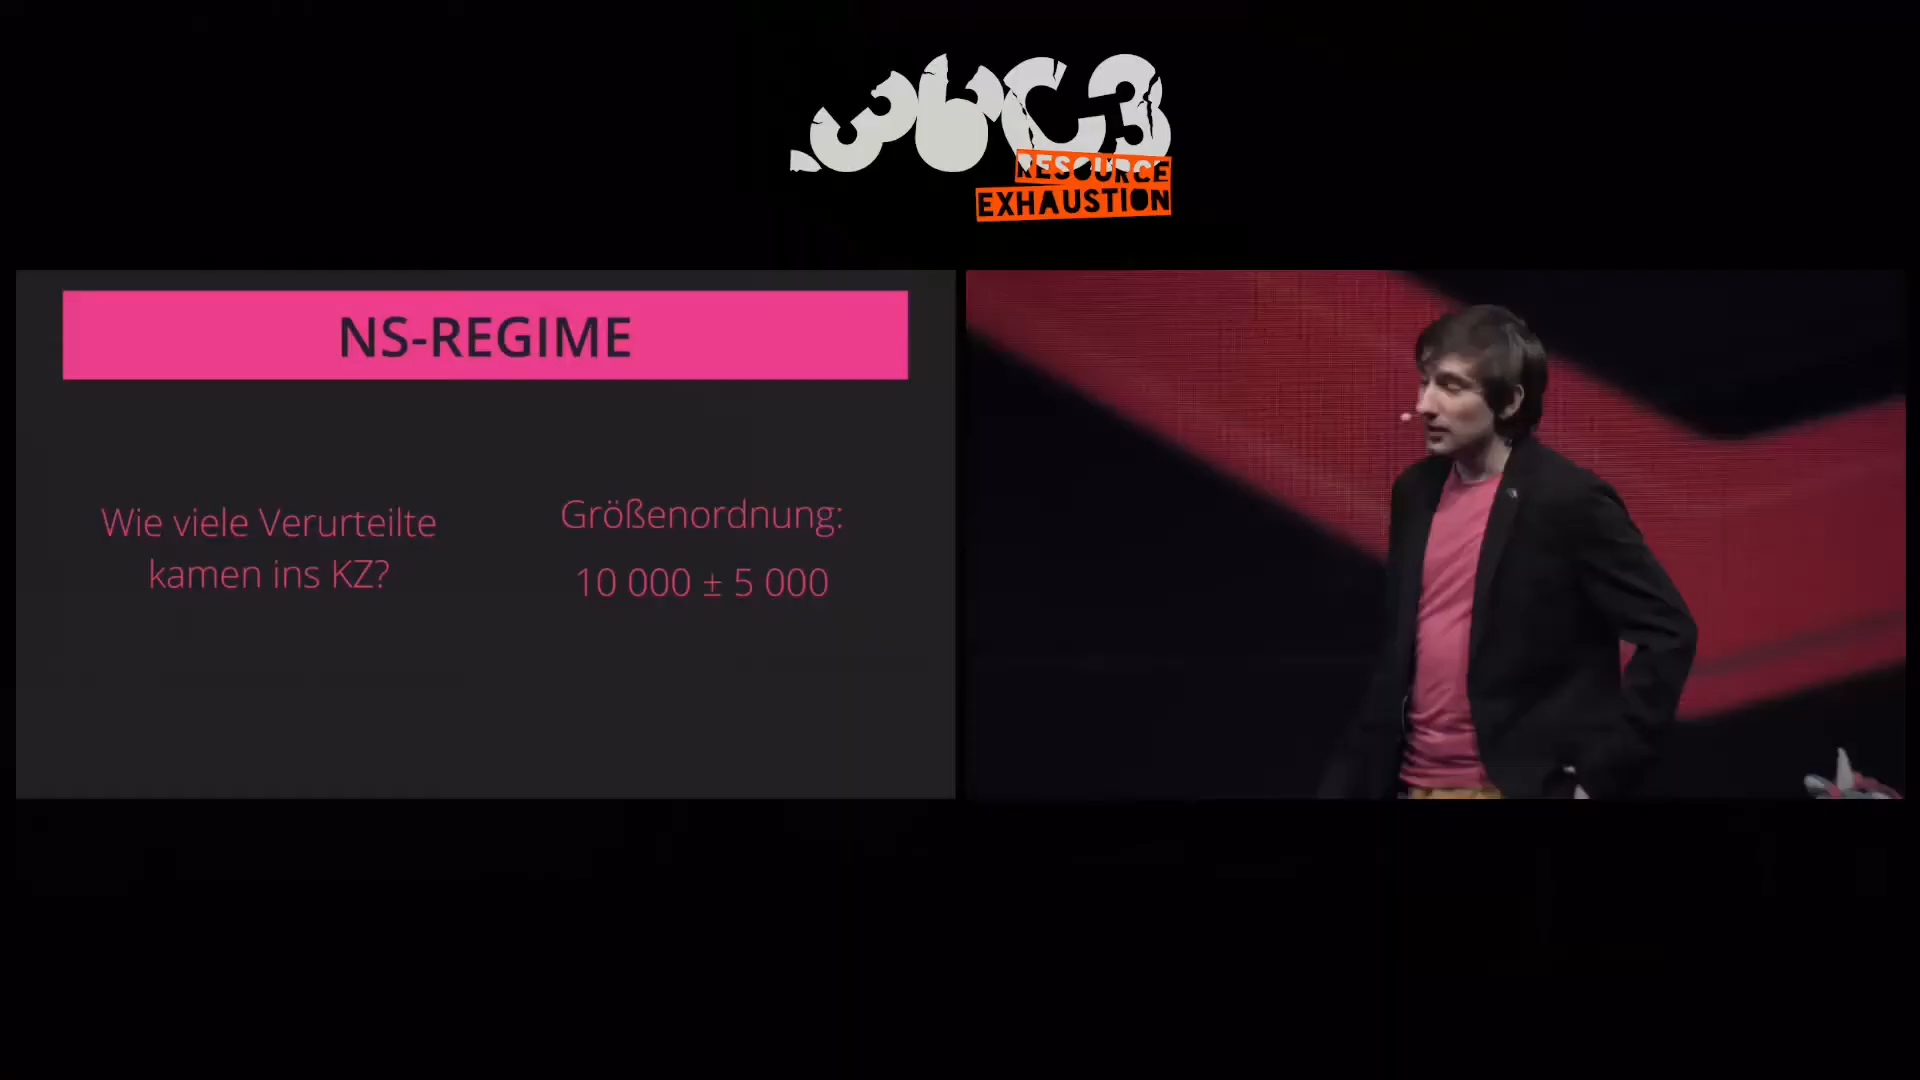 36C3
RESOURCE
EXHAUSTION
NS-REGIME
Wie viele Verurteilte
kamen ins KZ?
Größenordnung:
10 000 ± 5 000